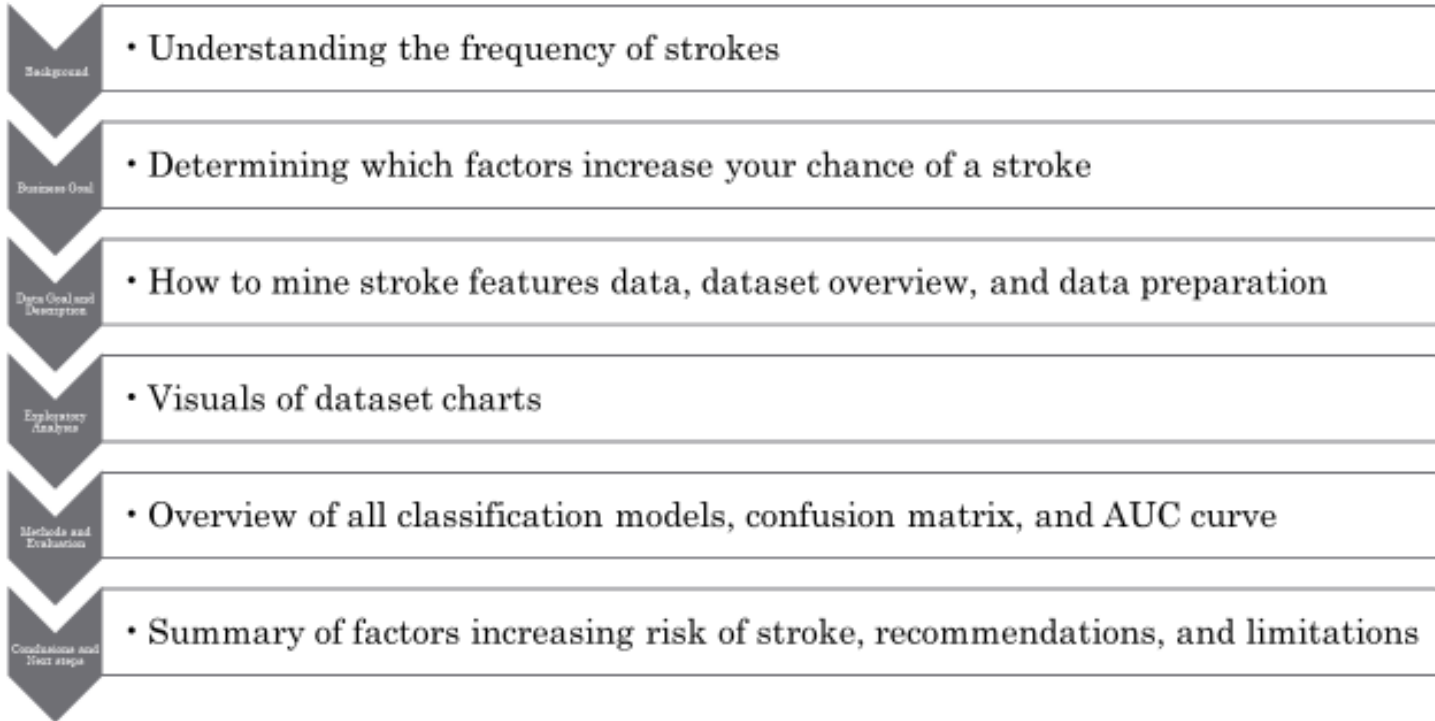 Background
• Understanding the frequency of strokes
Business Goal
• Determining which factors increase your chance of a stroke
Data Goal and
Description
• How to mine stroke features data, dataset overview, and data preparation
Exploratory
Analysis
• Visuals of dataset charts
Methods and
Evaluation
• Overview of all classification models, confusion matrix, and AUC curve
Conclusions and
Next steps
• Summary of factors increasing risk of stroke, recommendations, and limitations